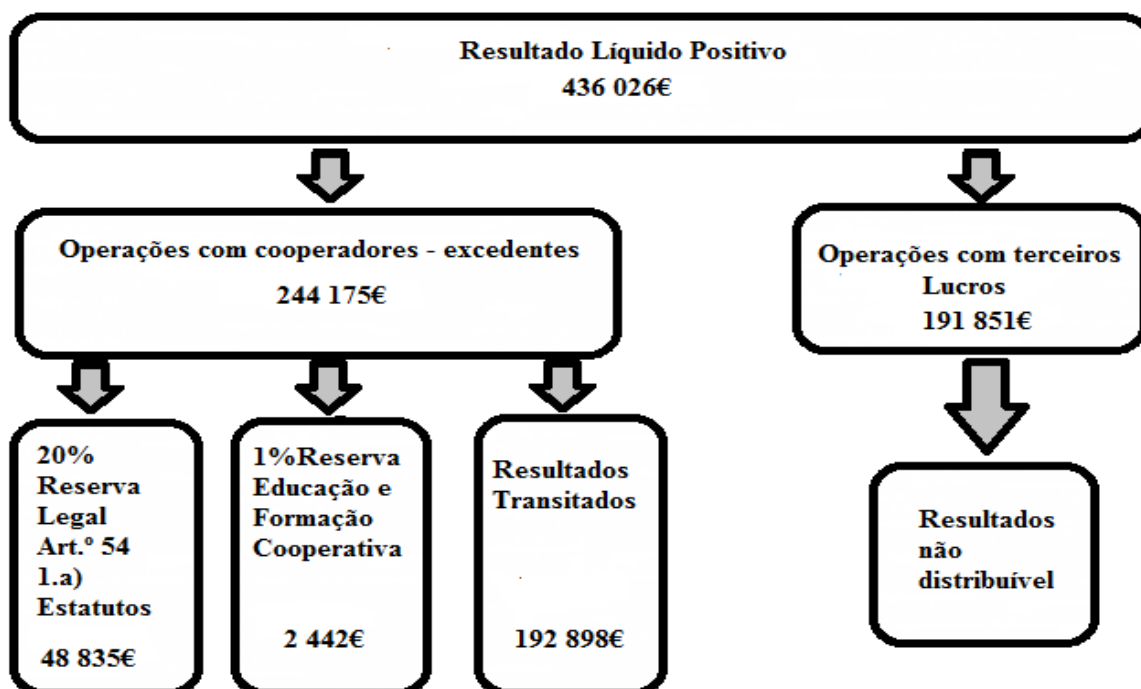 Resultado Líquido Positivo
436 026€
Operações com cooperadores - excedentes
244 175€
Operações com terceiros
Lucros
191 851€
20%
Reserva
Legal
Art.º 54
1.a)
Estatutos
48 835€
1%Reserva
Educação e
Formação
Cooperativa
2 442€
Resultados
Transitados
192 898€
Resultados
não
distribuível